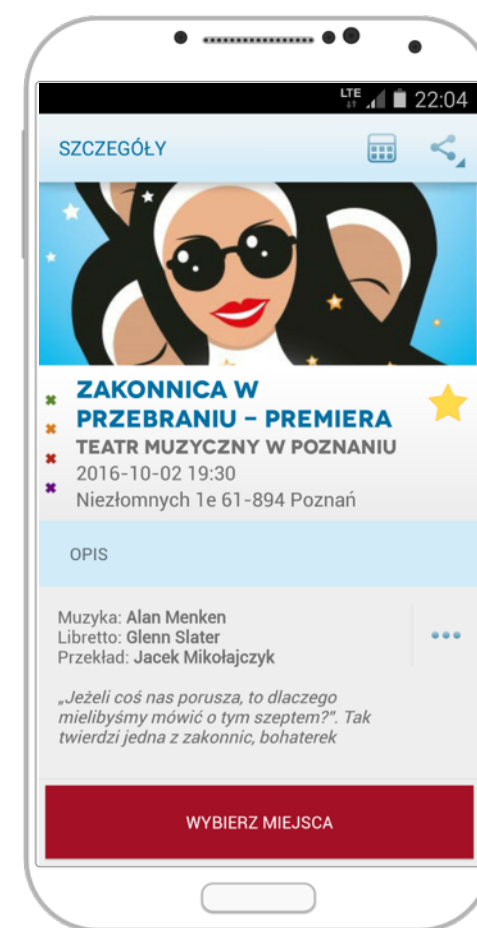 LTE 22:04
SZCZEGÓŁY
ZAKONNICA W
PRZEBRANIU – PREMIERA
TEATR MUZYCZNY W POZNANIU
2016-10-02 19:30
Niezłomnych 1e 61-894 Poznań
OPIS
Muzyka: Alan Menken
Libretto: Glenn Slater
Przekład: Jacek Mikołajczyk
„Jeżeli coś nas porusza, to dlaczego
mielibyśmy mówić o tym szeptem?”. Tak
twierdzi jedna z zakonnic, bohaterek
WYBIERZ MIEJSCA